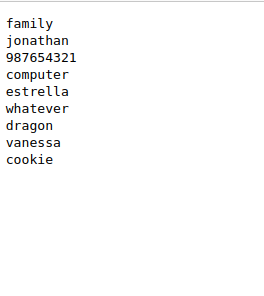 family
jonathan
987654321
computer
estrella
whatever
dragon
vanessa
cookie